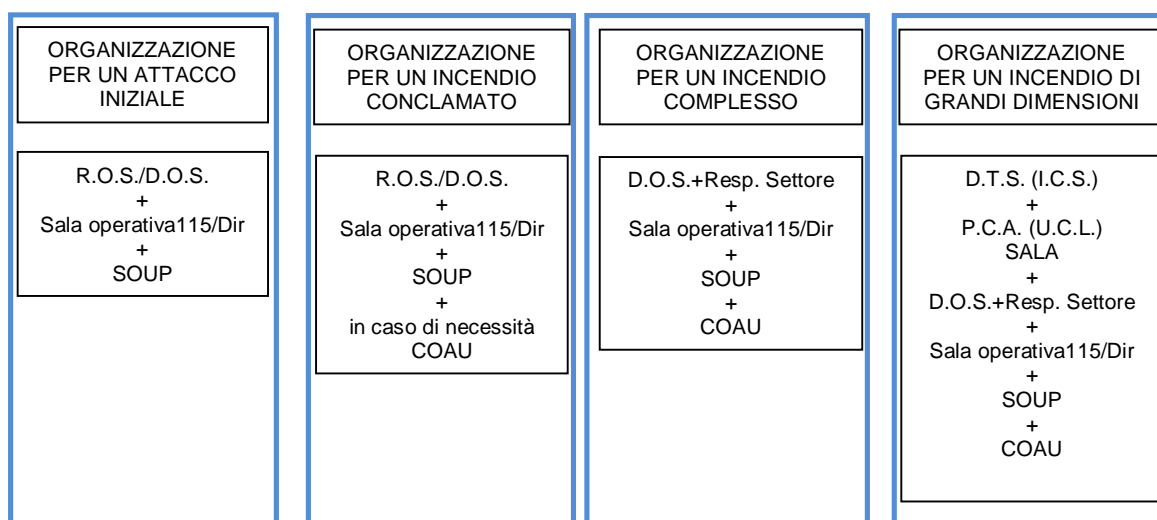 ORGANIZZAZIONE
PER UN ATTACCO
INIZIALE
R.O.S./D.O.S.
+
Sala operativa115/Dir
+
SOUP
ORGANIZZAZIONE
PER UN INCENDIO
CONCLAMATO
R.O.S./D.O.S.
+
Sala operativa115/Dir
+
SOUP
+
in caso di necessità
COAU
ORGANIZZAZIONE
PER UN INCENDIO
COMPLESSO
D.O.S.+Resp. Settore
+
Sala operativa115/Dir
+
SOUP
+
COAU
ORGANIZZAZIONE
PER UN INCENDIO DI
GRANDI DIMENSIONI
D.T.S. (I.C.S.)
+
P.C.A. (U.C.L.)
SALA
+
D.O.S.+Resp. Settore
+
Sala operativa115/Dir
+
SOUP
+
COAU